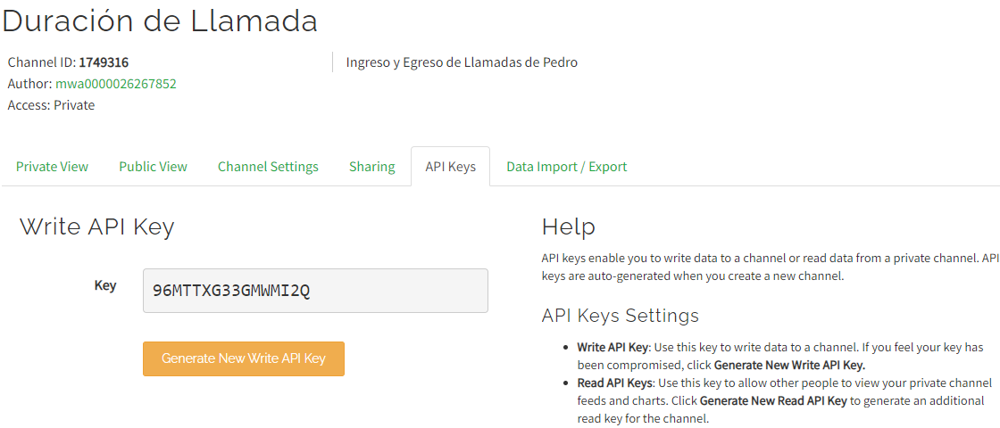 Duración de Llamada
Channel ID: 1749316
Author: mwa0000026267852
Access: Private
Ingreso y Egreso de Llamadas de Pedro
Private View
Public View
Channel Settings
Sharing
API Keys
Data Import / Export
Write API Key
Key
96MTTXG33GMWMI2Q
Generate New Write API Key
Help
API keys enable you to write data to a channel or read data from a private channel. API
keys are auto-generated when you create a new channel.
API Keys Settings
Write API Key: Use this key to write data to a channel. If you feel your key has
been compromised, click Generate New Write API Key.
Read API Keys: Use this key to allow other people to view your private channel
feeds and charts. Click Generate New Read API Key to generate an additional
read key for the channel.